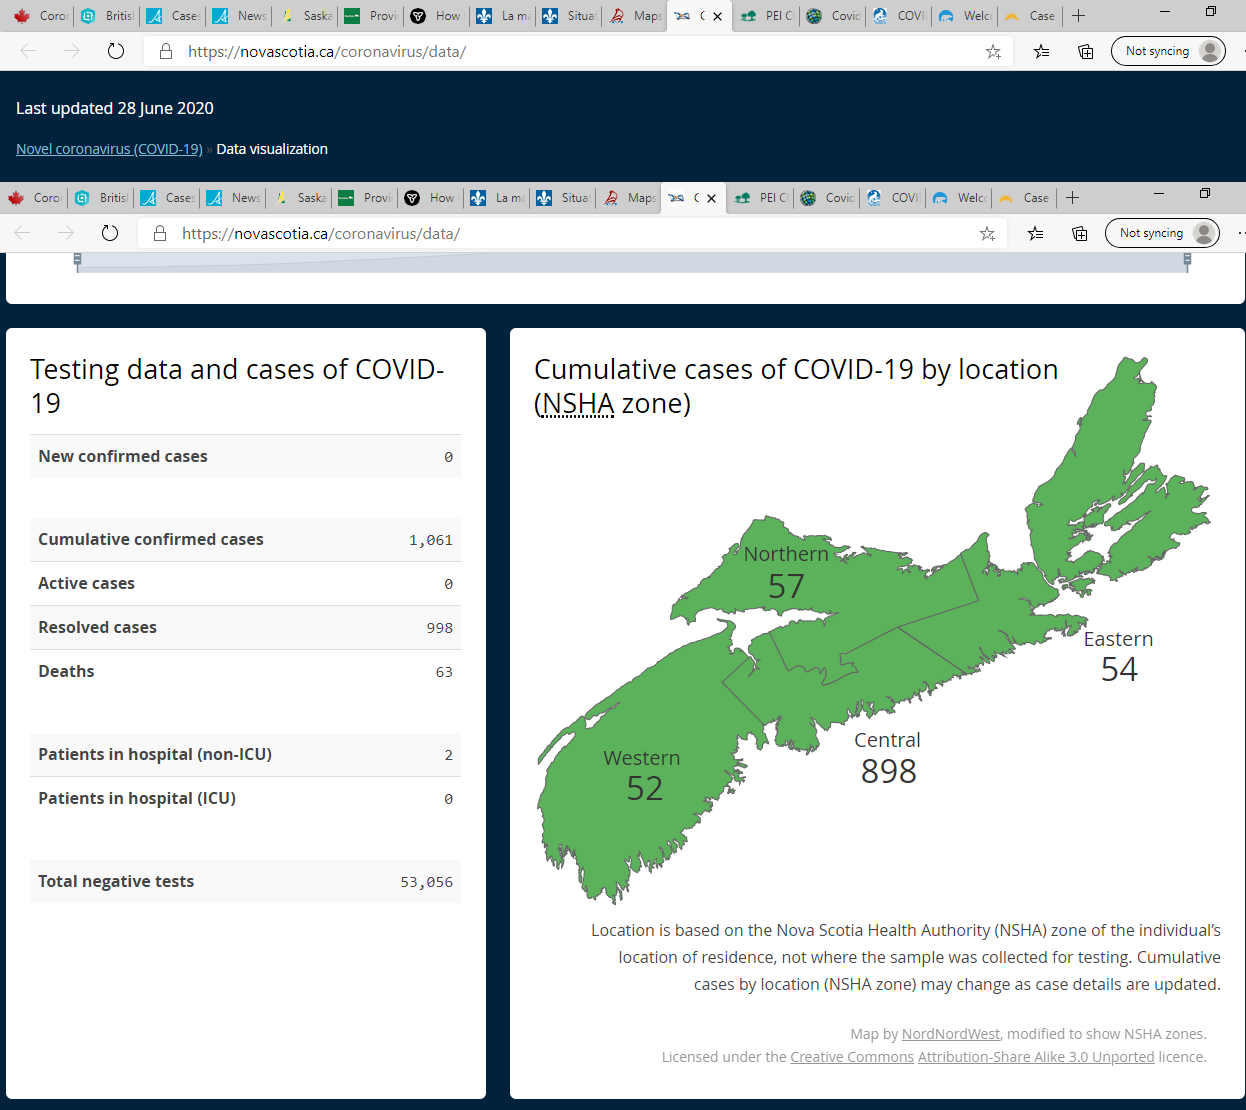 Coror
Britisl
Case:
News
Saska
Provi
How
La ma
Situat
Maps
C
PEI C
Covic
COVI
Welc
Case
https://novascotia.ca/coronavirus/data/
Not syncing
Last updated 28 June 2020
Novel coronavirus (COVID-19) » Data visualization
Coror
Britisl
Case:
News
Saska
Provi
How
La ma
Situat
Maps
C
PEI C
Covic
COVI
Welc
Case
https://novascotia.ca/coronavirus/data/
Not syncing
Testing data and cases of COVID-
19
New confirmed cases 0
Cumulative confirmed cases 1,061
Active cases 0
Resolved cases 998
Deaths 63
Patients in hospital (non-ICU) 2
Patients in hospital (ICU) 0
Total negative tests 53,056
Cumulative cases of COVID-19 by location
(NSHA zone)
Northern
57
Eastern
54
Central
898
Western
52
Location is based on the Nova Scotia Health Authority (NSHA) zone of the individual's
location of residence, not where the sample was collected for testing. Cumulative
cases by location (NSHA zone) may change as case details are updated.
Map by NordNordWest, modified to show NSHA zones.
Licensed under the Creative Commons Attribution-Share Alike 3.0 Unported licence.